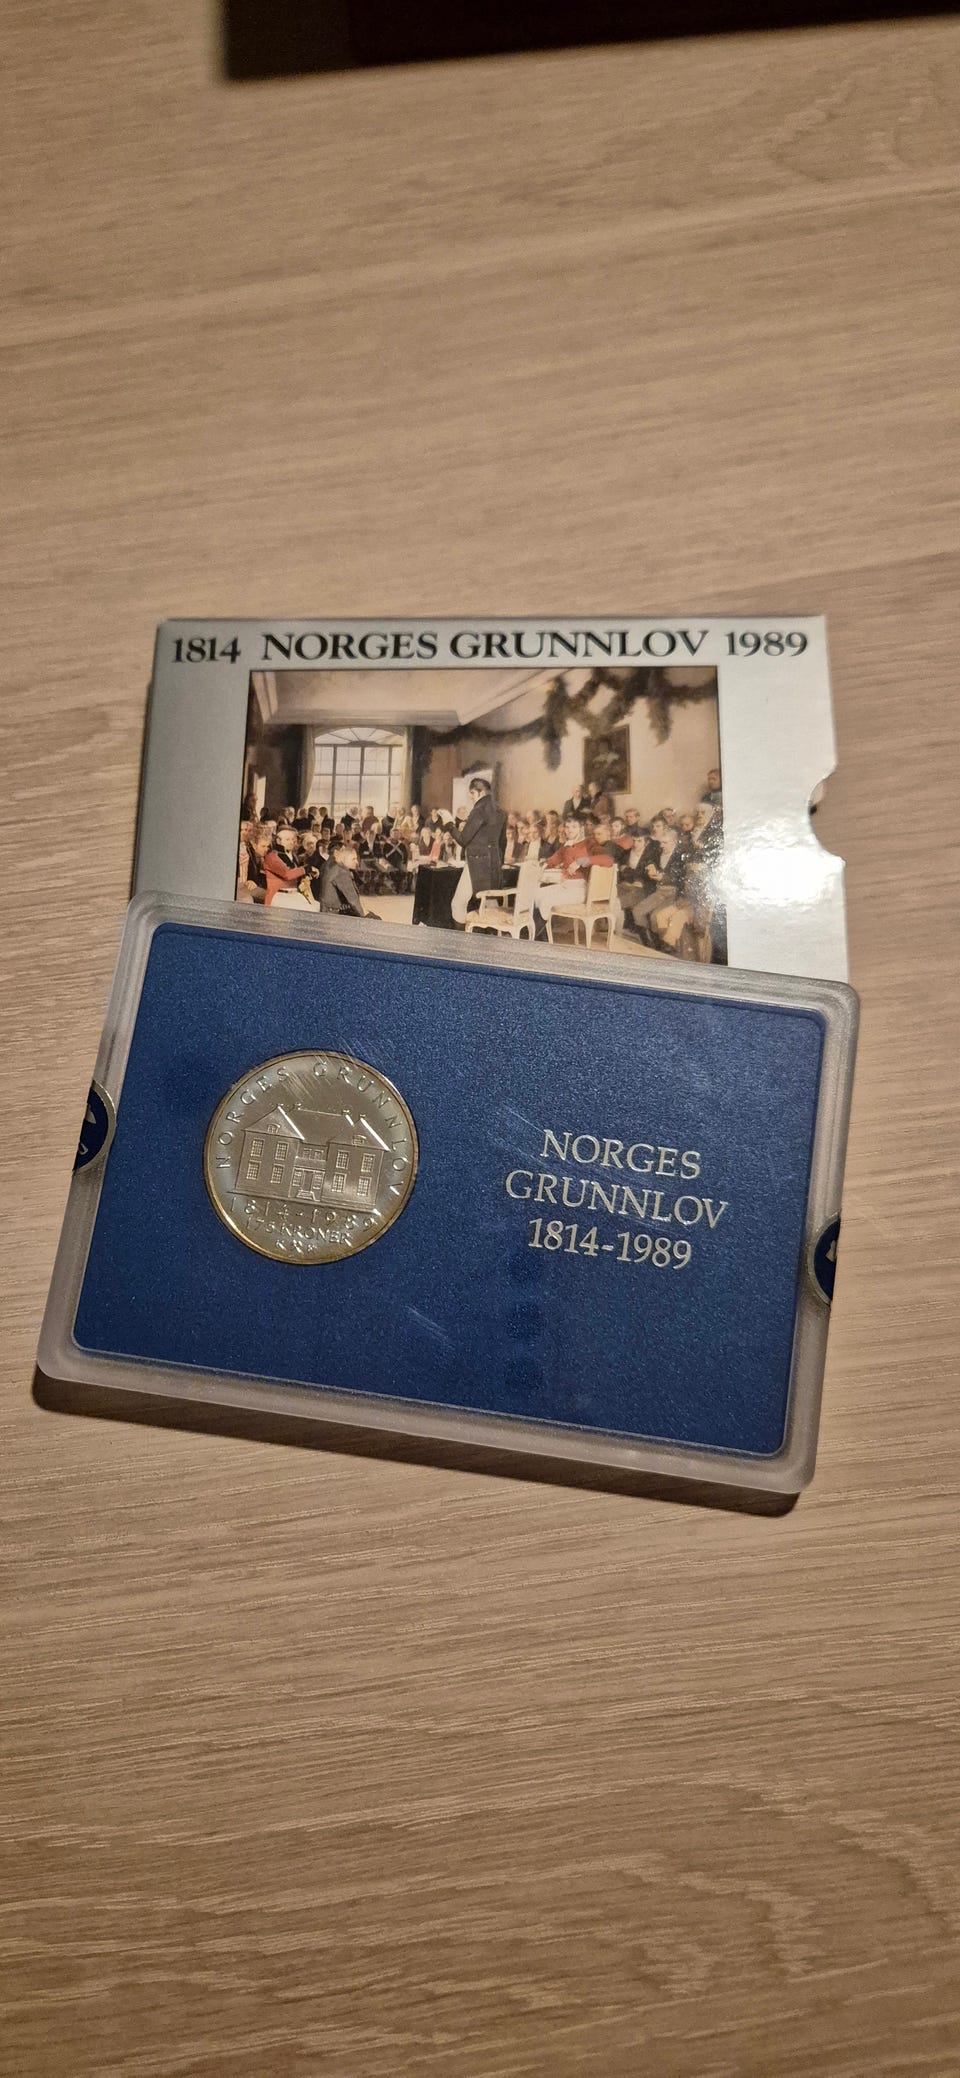 1814 NORGES GRUNNLOV 1989
NORGES GRUNNLOV
1814-1989
175 KRONER
NORGES
GRUNNLOV
1814-1989